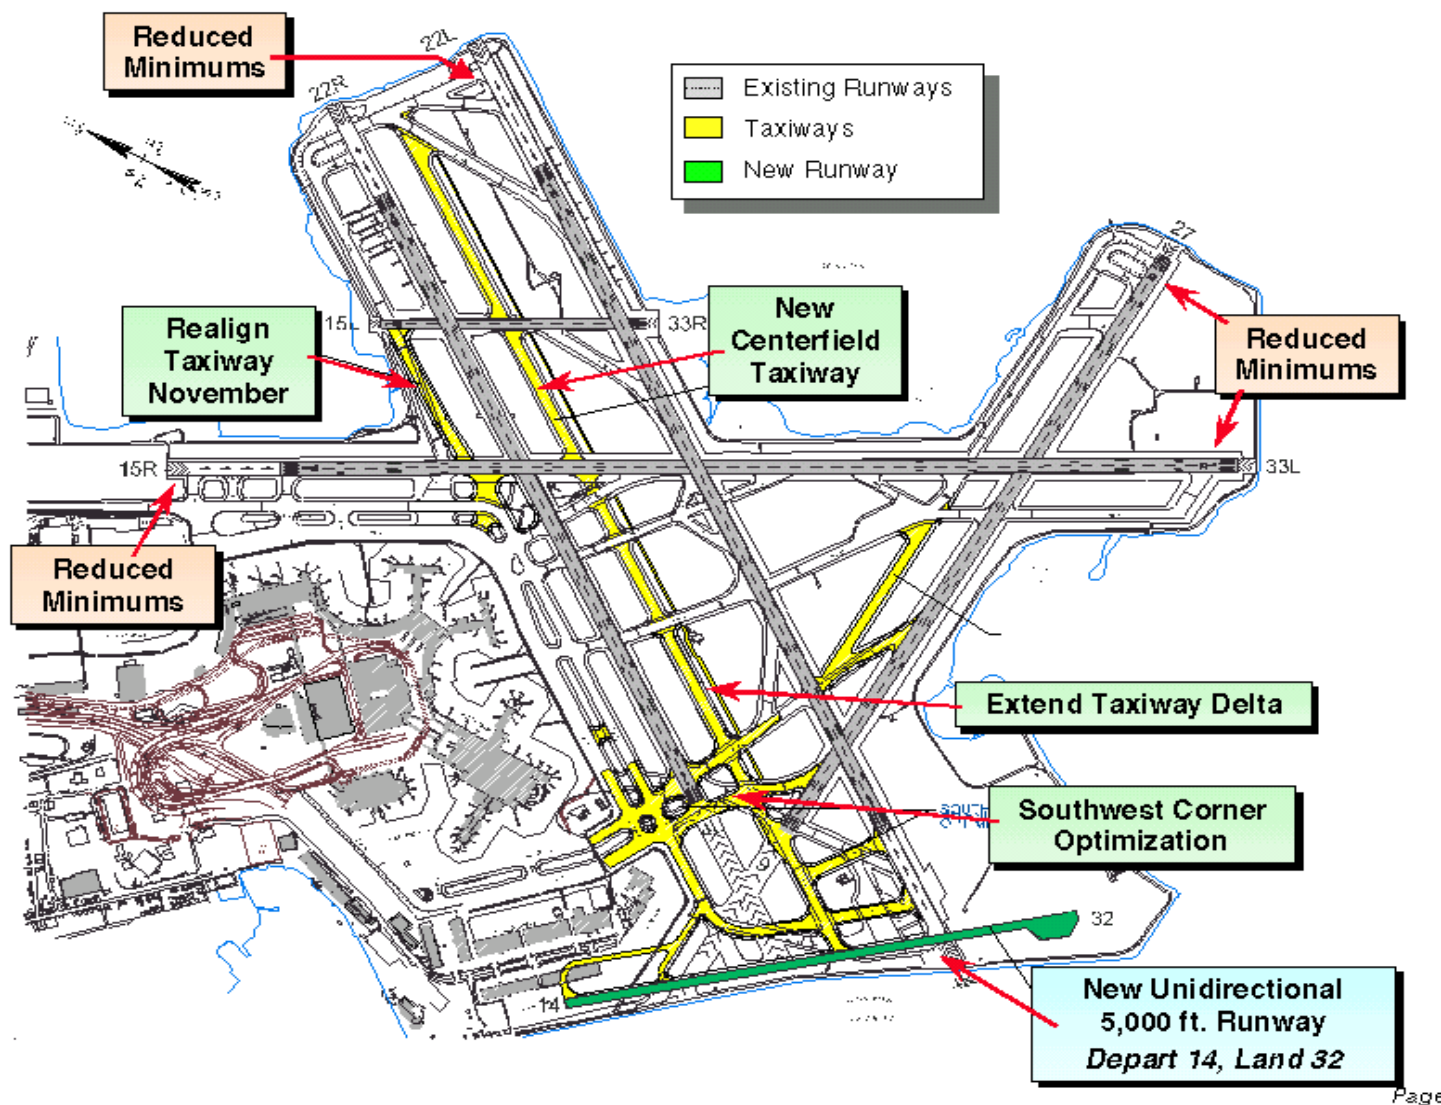 Reduced
Minimums
22L
22R
Existing Runways
Taxiways
New Runway
27
Realign
Taxiway
November
15L
33R
New
Centerfield
Taxiway
Reduced
Minimums
15R
33L
Reduced
Minimums
Extend Taxiway Delta
Southwest Corner
Optimization
9
32
14
New Unidirectional
5,000 ft. Runway
Depart 14, Land 32
Page